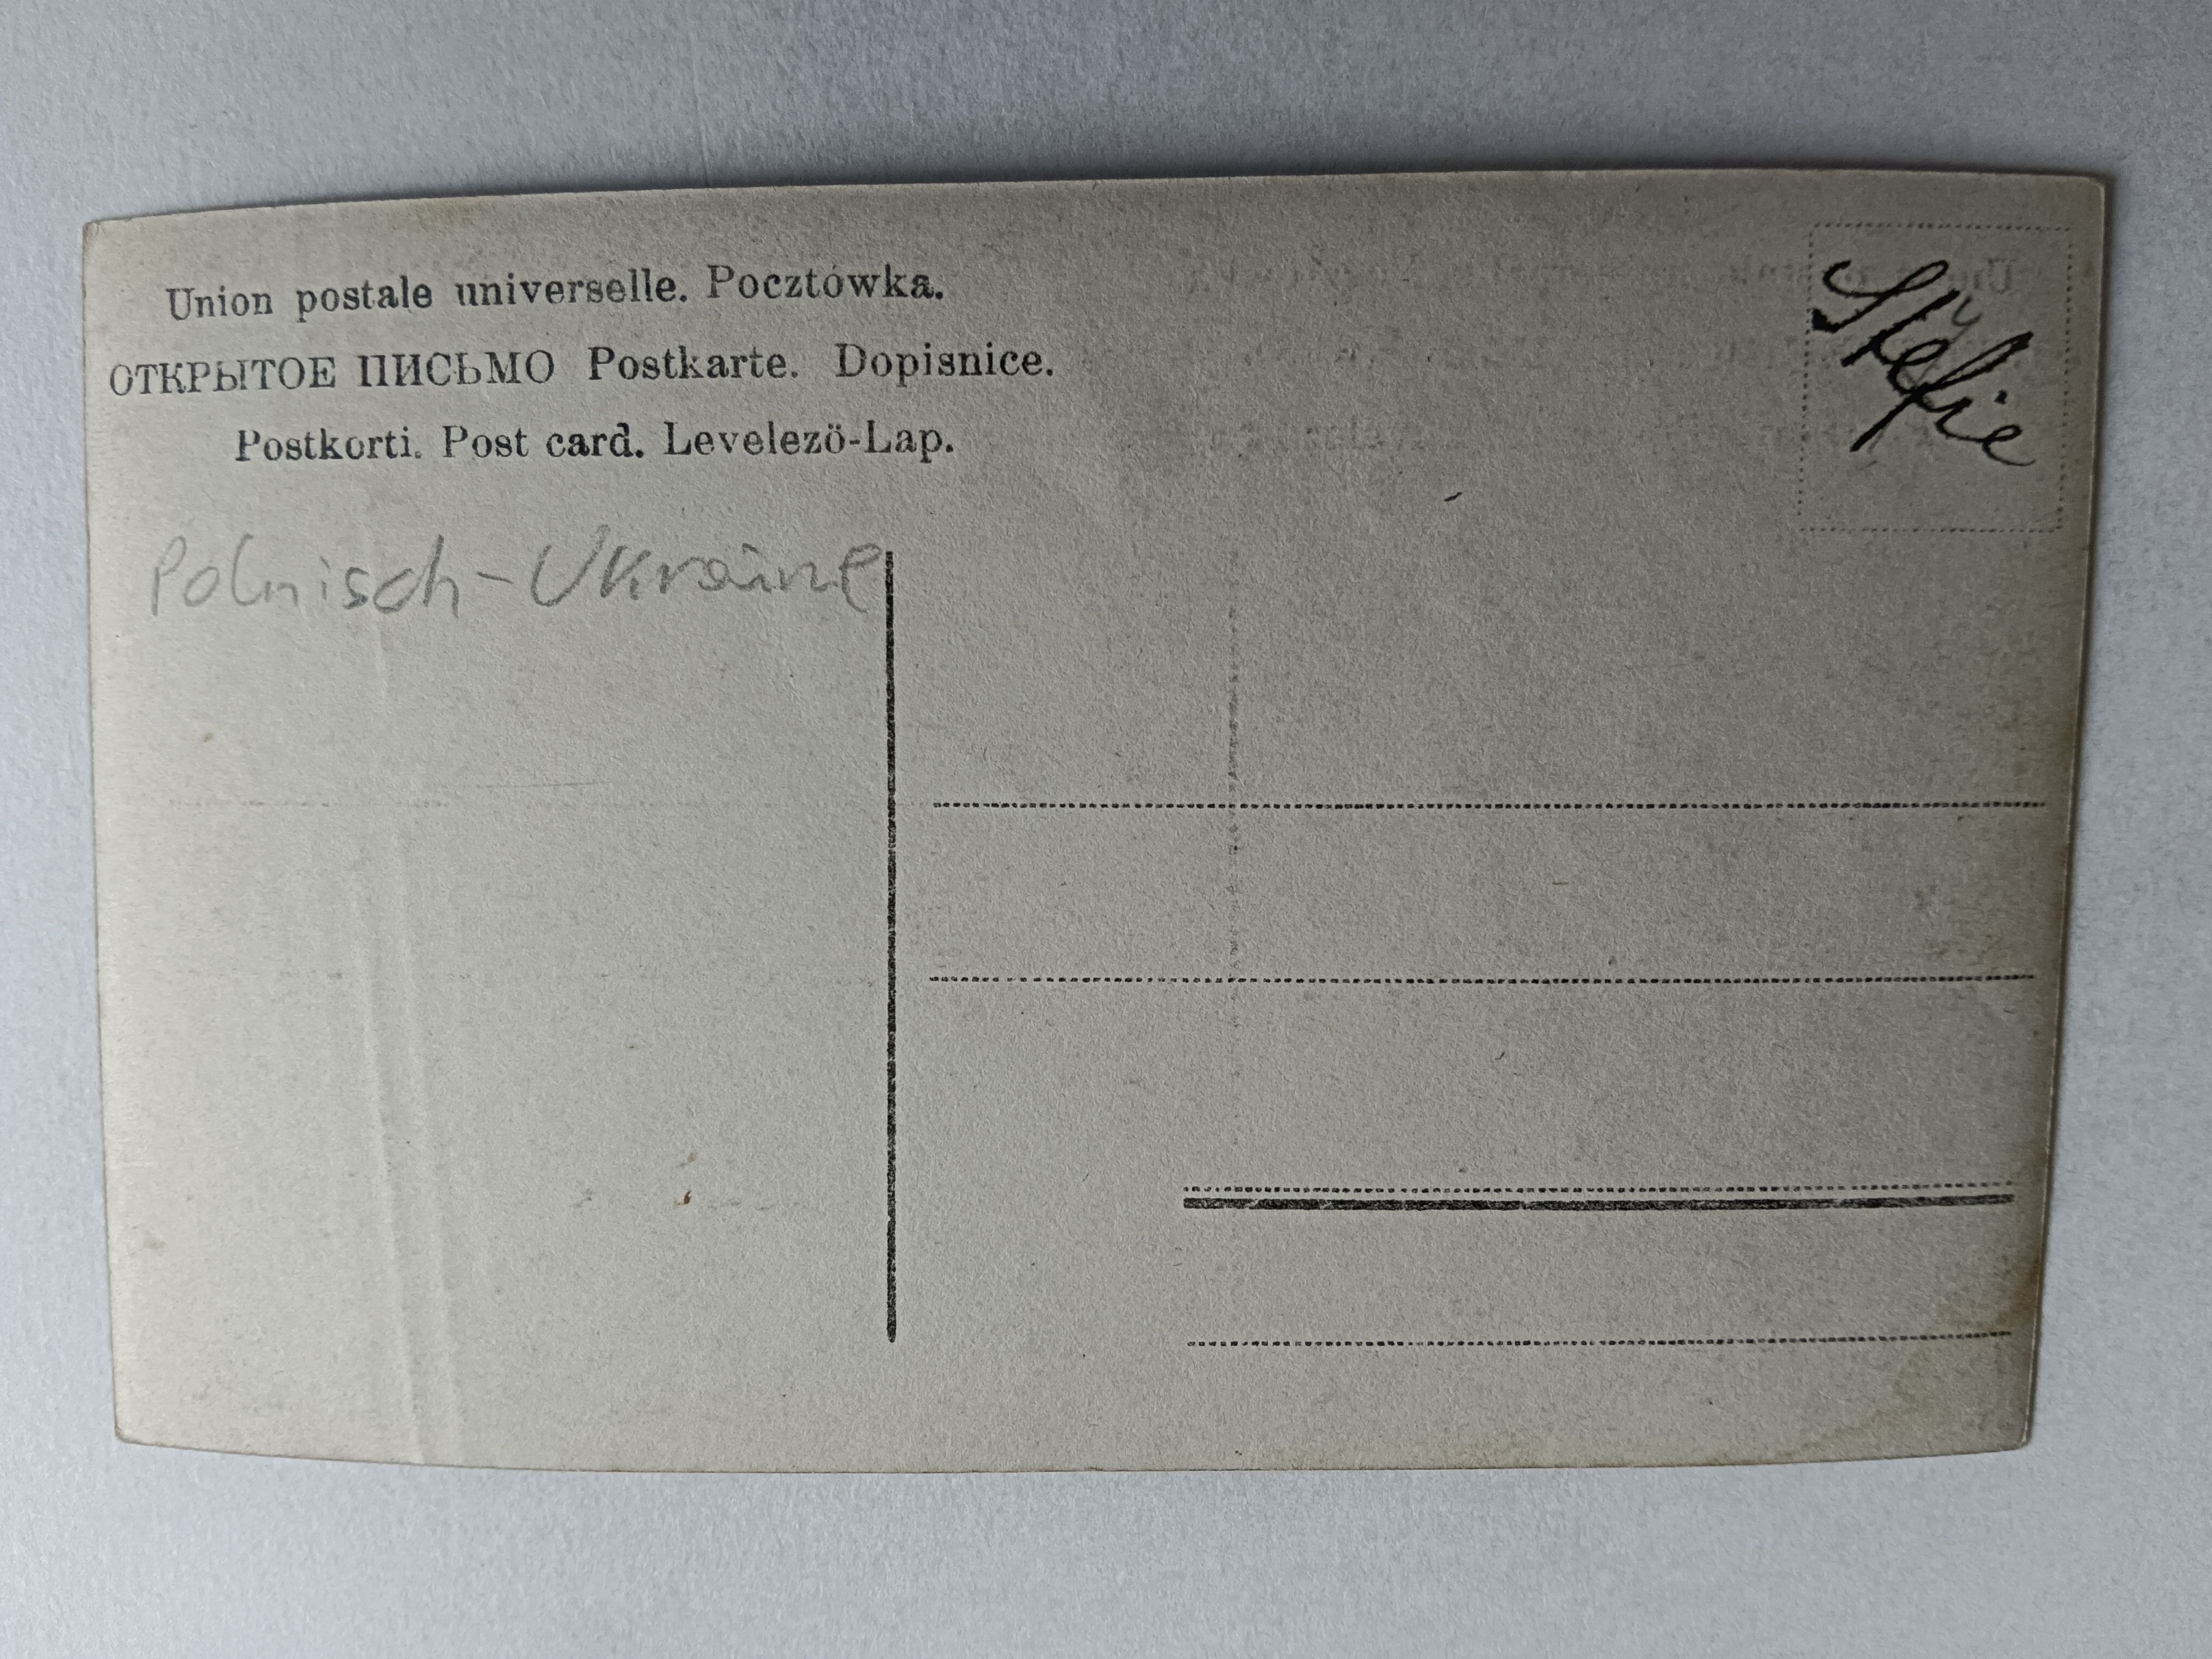 Union postale universelle. Pocztówka.
ОТКРЫТОЕ ПИСЬМО Postkarte. Dopisnice.
Postkorti. Post card. Levelezö-Lap.
Stefie
Polnisch-Ukraine